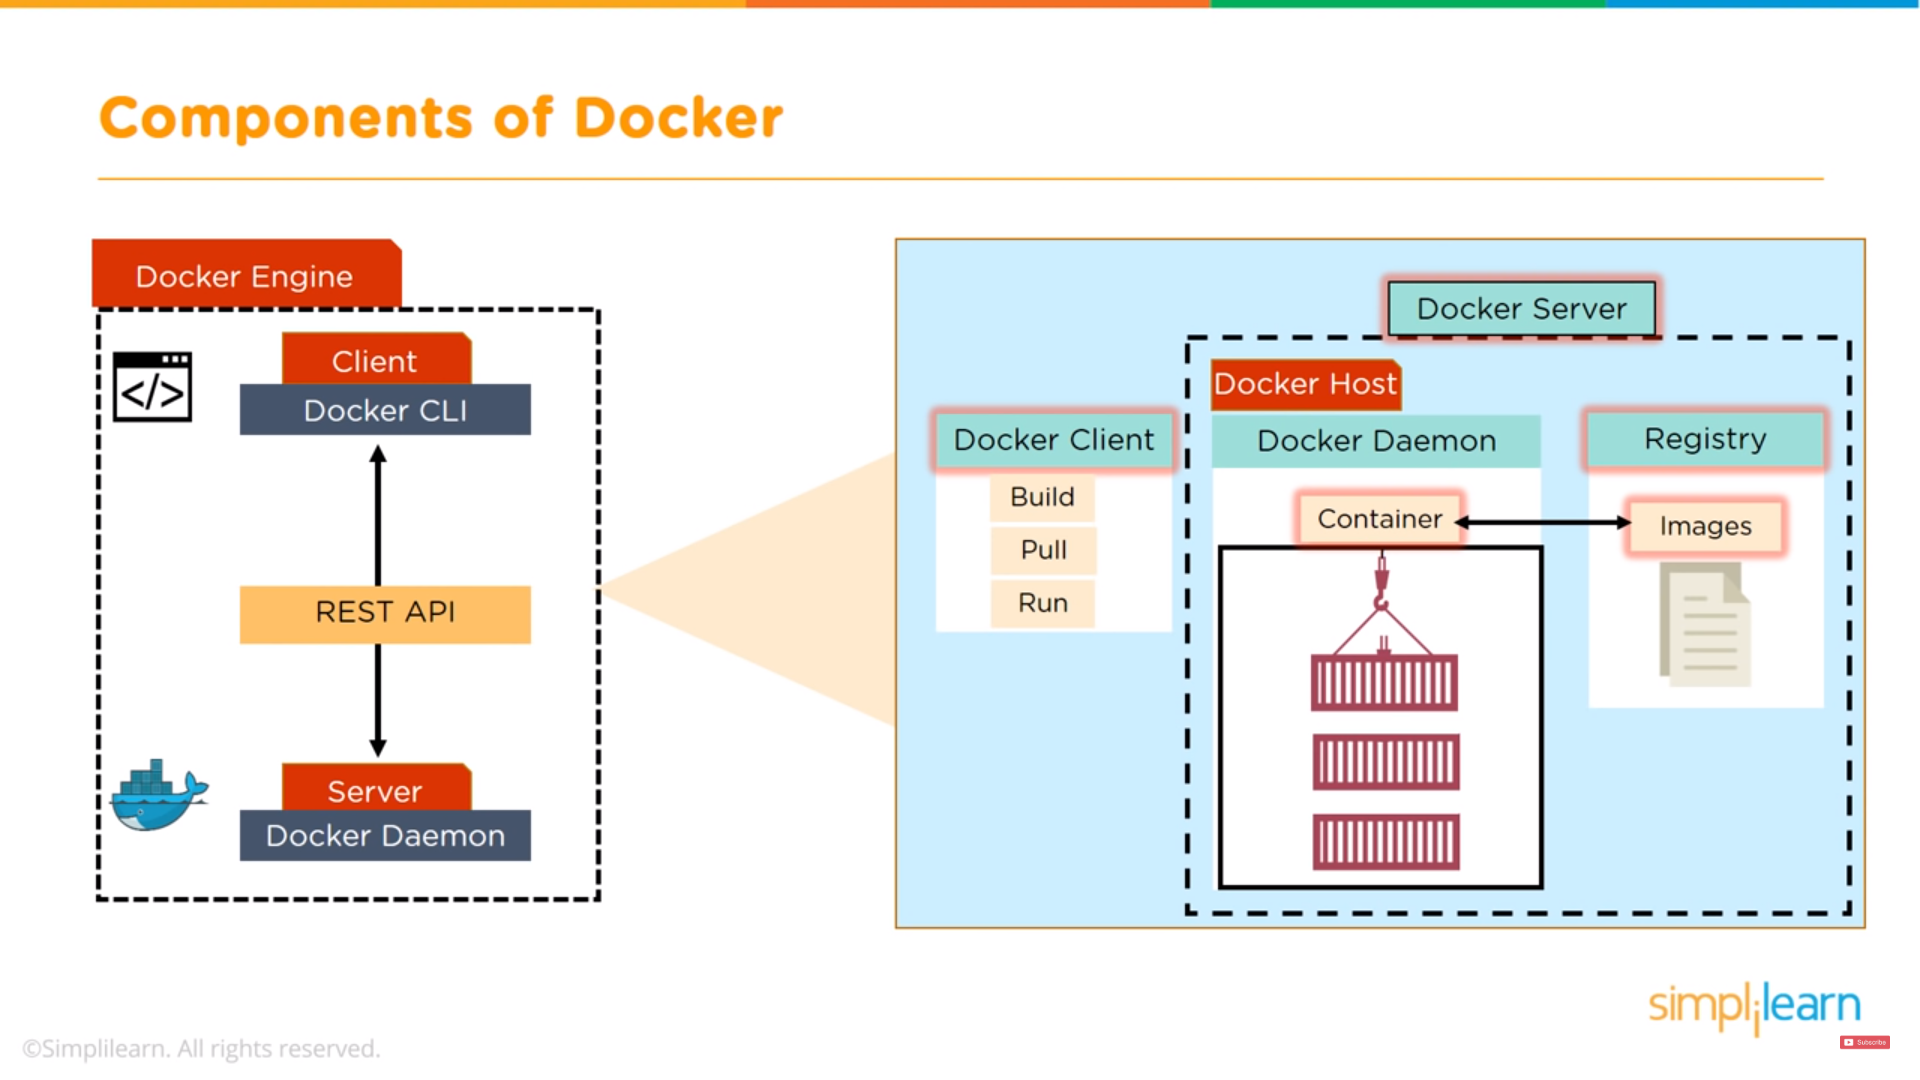 Components of Docker
Docker Engine
Client
Docker CLI
</>
REST API
Server
Docker Daemon
Docker Server
Docker Host
Docker Client
Build
Pull
Run
Docker Daemon
Container
Registry
Images
simplilearn
Subscribe
©Simplilearn. All rights reserved.